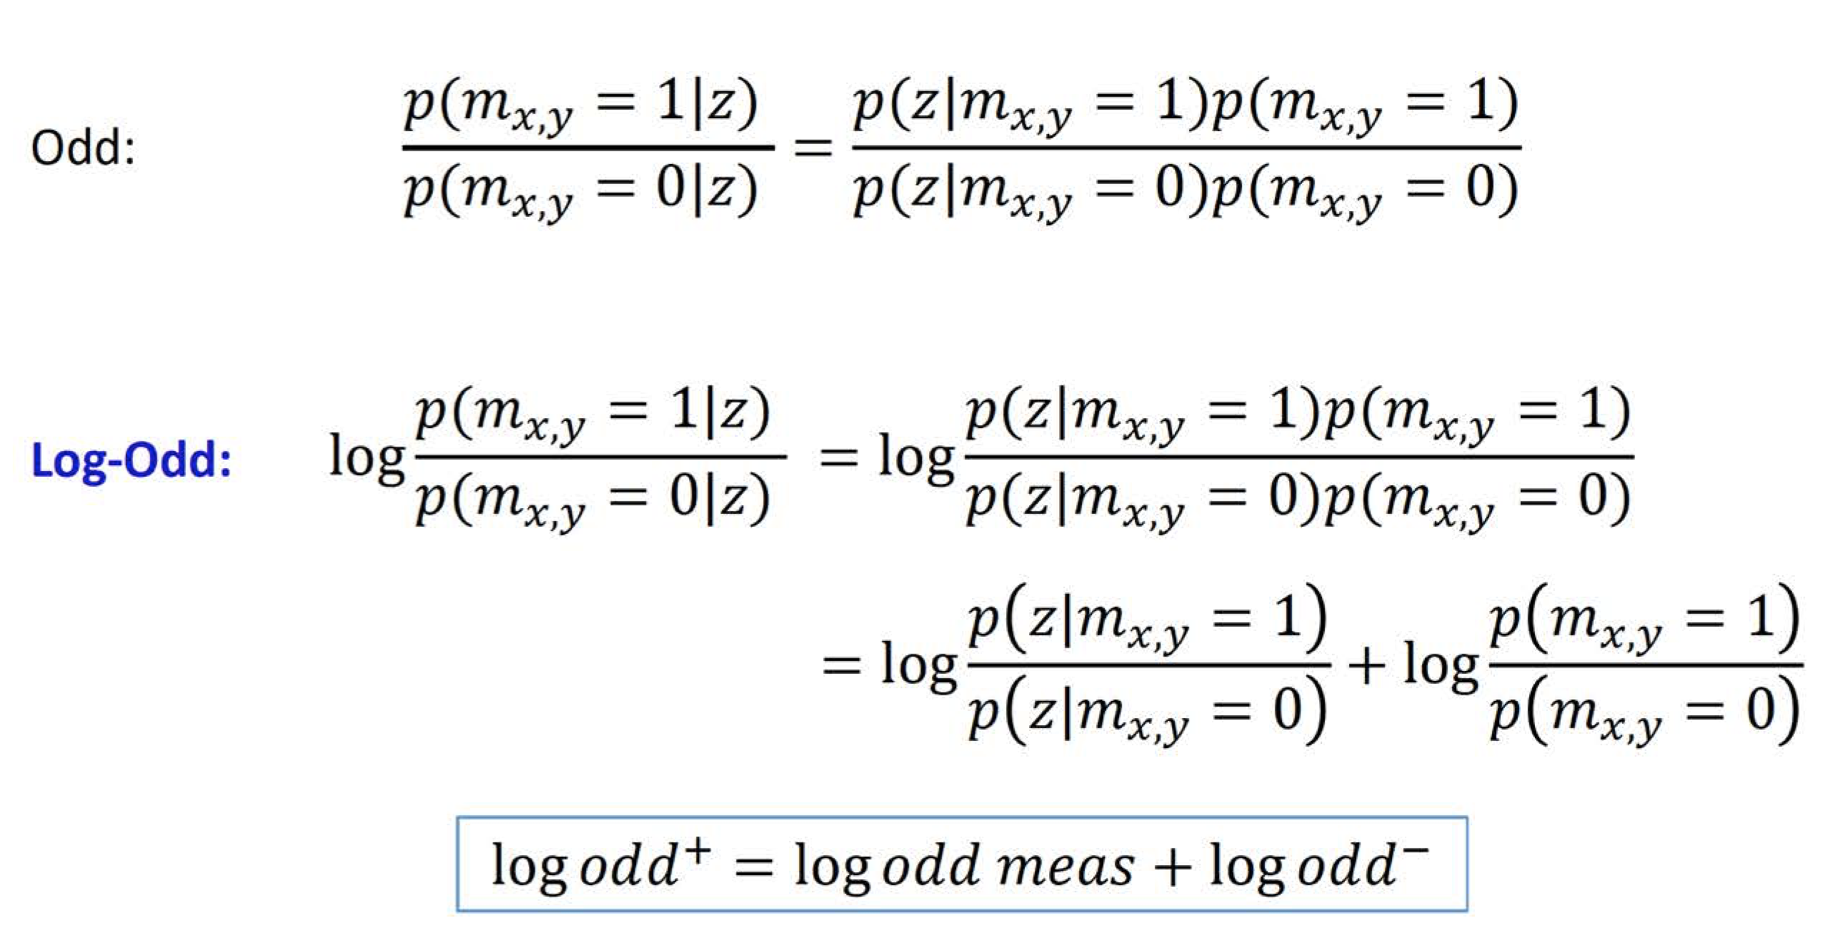 Odd: \frac{p(m_{x,y} = 1|z)}{p(m_{x,y} = 0|z)} = \frac{p(z|m_{x,y} = 1)p(m_{x,y} = 1)}{p(z|m_{x,y} = 0)p(m_{x,y} = 0)}
Log-Odd: \log \frac{p(m_{x,y} = 1|z)}{p(m_{x,y} = 0|z)} = \log \frac{p(z|m_{x,y} = 1)p(m_{x,y} = 1)}{p(z|m_{x,y} = 0)p(m_{x,y} = 0)}
= \log \frac{p(z|m_{x,y} = 1)}{p(z|m_{x,y} = 0)} + \log \frac{p(m_{x,y} = 1)}{p(m_{x,y} = 0)}
\log odd^{+} = \log odd meas + \log odd^{-}